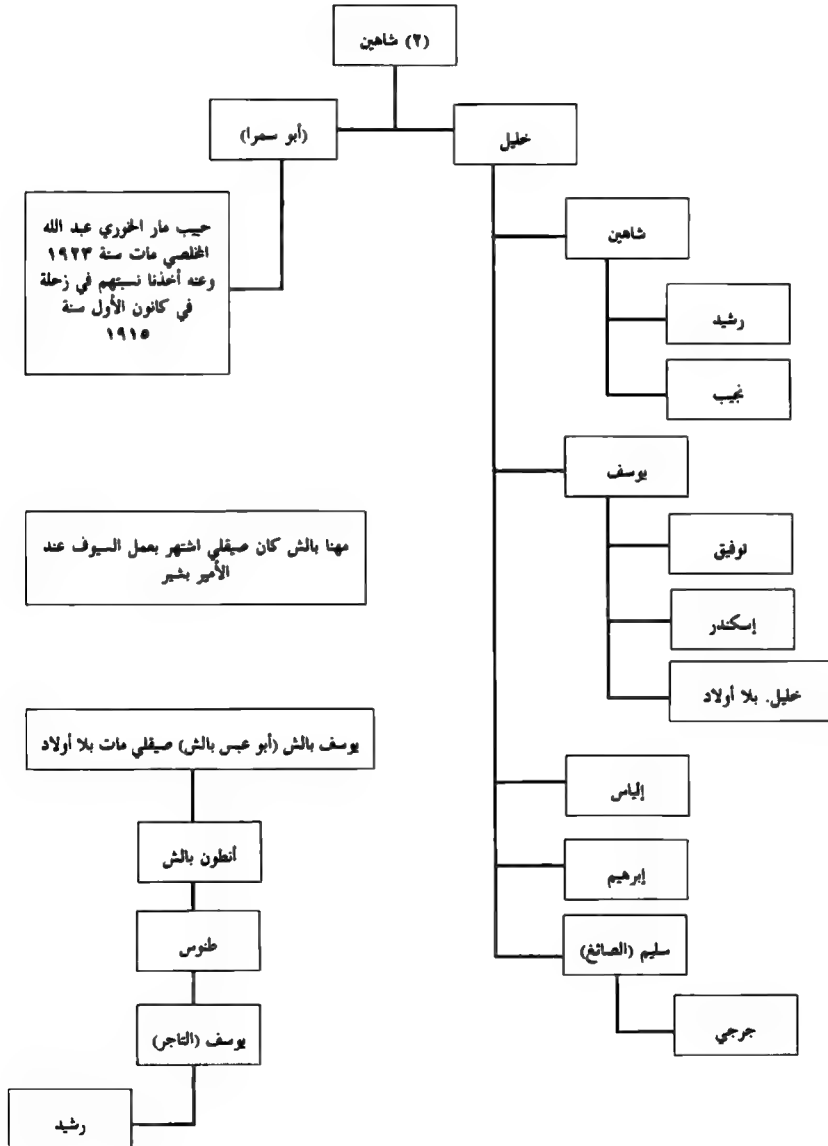 (٢) شاهين
خليل
(أبو سمرا)
شاهين
رشيد
نجيب
حبيب مار الخوري عبد الله
المخلصي مات سنة ١٩٢٣
وعنه أخذنا نسبتهم في زحلة
في كانون الأول سنة
١٩١٥
يوسف
توفيق
إسكندر
خليل. بلا أولاد
مهنا بالش كان صيقلي اشتهر بعمل السيوف عند
الأمير بشير
إلياس
إبرهيم
سليم (الصائغ)
جرجي
يوسف بالش (أبو عبس بالش) صيقلي مات بلا أولاد
أنطون بالش
طنوس
يوسف (التاجر)
رشيد